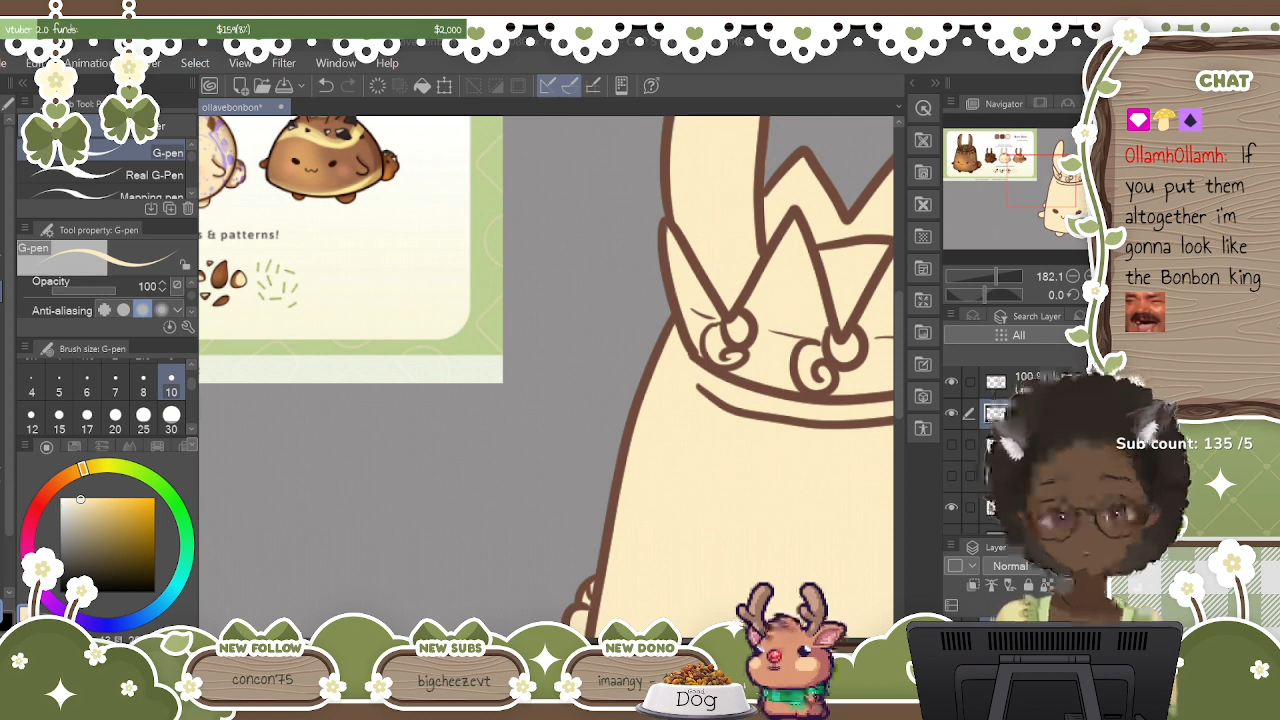 vtuber 2.0 funds:
$159(8%)
$2,000
Select
View
Filter
Window
Help
ollavebonbon*
Navigator
CHAT
G-pen
Real G-Pen
Mapping pen
Tool property: G-pen
G-pen
Opacity
100
Anti-aliasing
Brush size: G-pen
4
5
6
7
8
10
12
15
17
20
25
30
s & patterns!
182.1
0.0
Search Layer
All
Layer
Normal
OllamhOllamh: If
you put them
altogether i'm
gonna look like
the Bonbon king
Sub count: 135 /5
NEW FOLLOW
concon75
NEW SUBS
bigcheezevt
NEW DONO
imaangy -
Good
Dog